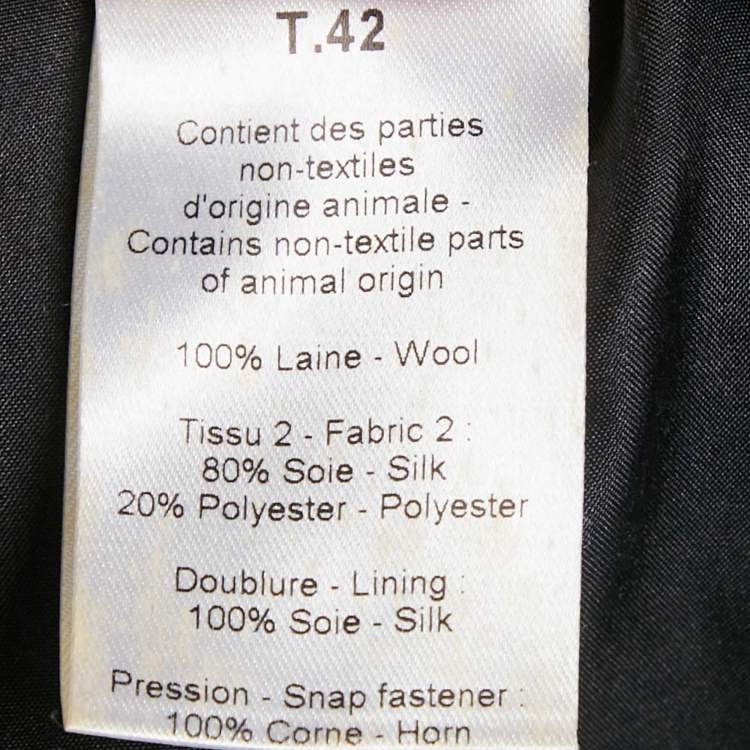 T.42
Contient des parties
non-textiles
d'origine animale -
Contains non-textile parts
of animal origin
100% Laine - Wool
Tissu 2 - Fabric 2 :
80% Soie - Silk
20% Polyester - Polyester
Doublure - Lining :
100% Soie - Silk
Pression - Snap fastener :
100% Corne - Horn